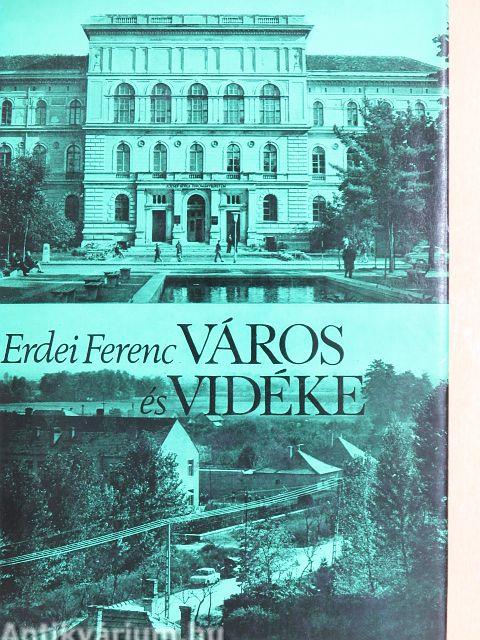 Erdei Ferenc VÁROS
és VIDÉKE
Antikvarium.hu